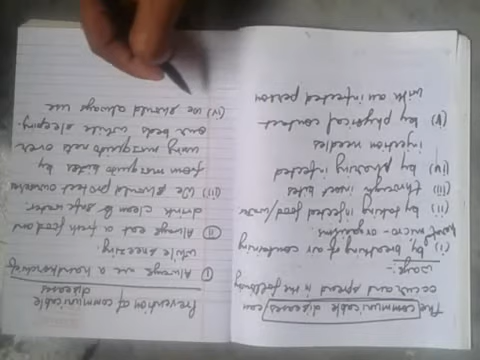 The communicable diseases/can
occur and spread in the following
ways:-
(i) by breathing of air containing
micro-organisms
(ii) by taking infected food/water
(iii) Through insect bites
(iv) by sharing infected
injection needles
(v) by physical contact
with an infected person
Prevention of communicable
diseases
(i) Always use a handkerchief
while sneezing
(ii) Always eat a fresh food and
drink clean & safe water.
(iii) We should protect
from mosquito bites by
using mosquito nets over
our beds while sleeping.
(iv) We should always use